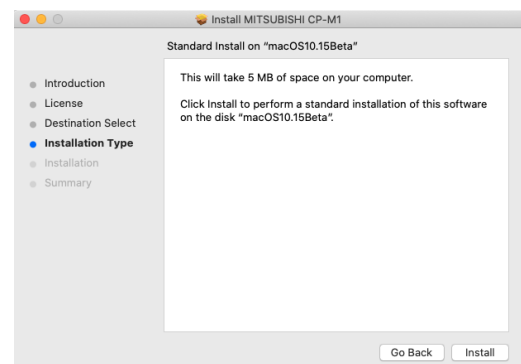 Install MITSUBISHI CP-M1
Standard Install on “macOS10.15Beta”
Introduction
License
Destination Select
Installation Type
Installation
Summary
This will take 5 MB of space on your computer.
Click Install to perform a standard installation of this software
on the disk “macOS10.15Beta”.
Go Back
Install